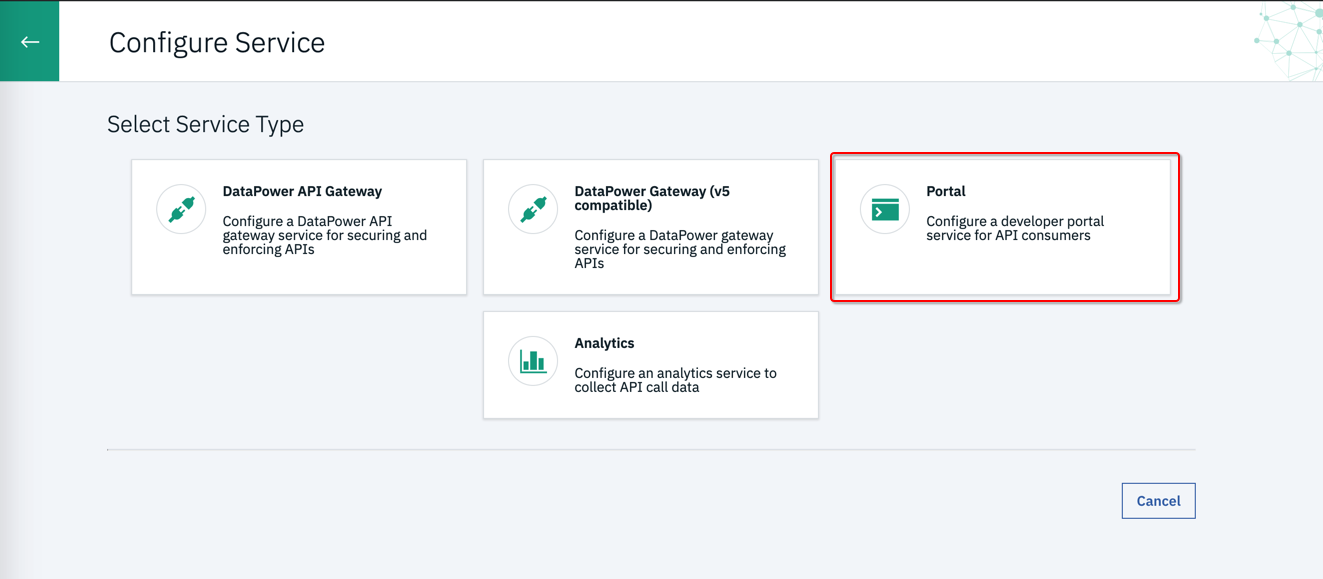 Configure Service
Select Service Type
DataPower API Gateway
Configure a DataPower API
gateway service for securing and
enforcing APIs
DataPower Gateway (v5
compatible)
Configure a DataPower gateway
service for securing and enforcing
APIs
Portal
Configure a developer portal
service for API consumers
Analytics
Configure an analytics service to
collect API call data
Cancel